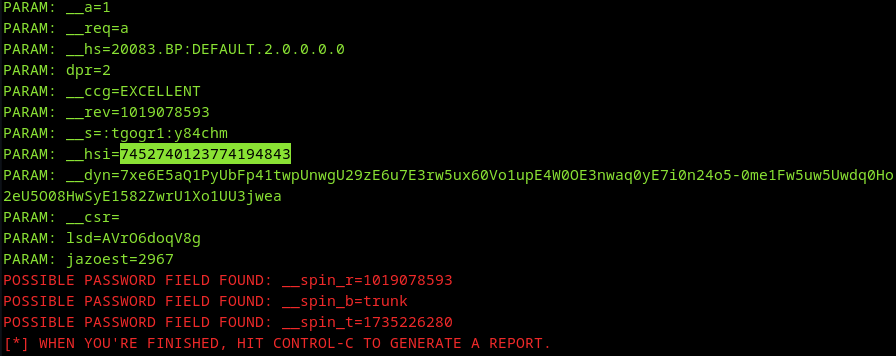 PARAM: __a=1
PARAM: __req=a
PARAM: __hs=20083.BP:DEFAULT.2.0.0.0.0
PARAM: dpr=2
PARAM: __ccg=EXCELLENT
PARAM: __rev=1019078593
PARAM: __s=:tgogr1:y84chm
PARAM: __hsi=7452740123774194843
PARAM: __dyn=7xe6E5aQ1PyUbFp41twpUnwgU29zE6u7E3rw5ux60Vo1upE4W0OE3nwaq0yE7i0n24o5-0me1Fw5uw5Uwdq0Ho
2eU5O08HwSyE1582ZwrU1Xo1UU3jwea
PARAM: __csr=
PARAM: lsd=AVrO6doqV8g
PARAM: jazoest=2967
POSSIBLE PASSWORD FIELD FOUND: __spin_r=1019078593
POSSIBLE PASSWORD FIELD FOUND: __spin_b=trunk
POSSIBLE PASSWORD FIELD FOUND: __spin_t=1735226280
[*] WHEN YOU'RE FINISHED, HIT CONTROL-C TO GENERATE A REPORT.